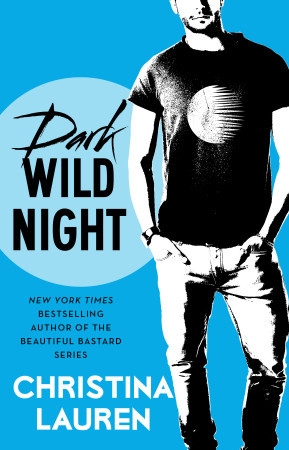 Dark
WILD
NIGHT
NEW YORK TIMES
BESTSELLING
AUTHOR OF THE
BEAUTIFUL BASTARD
SERIES
CHRISTINA
LAUREN